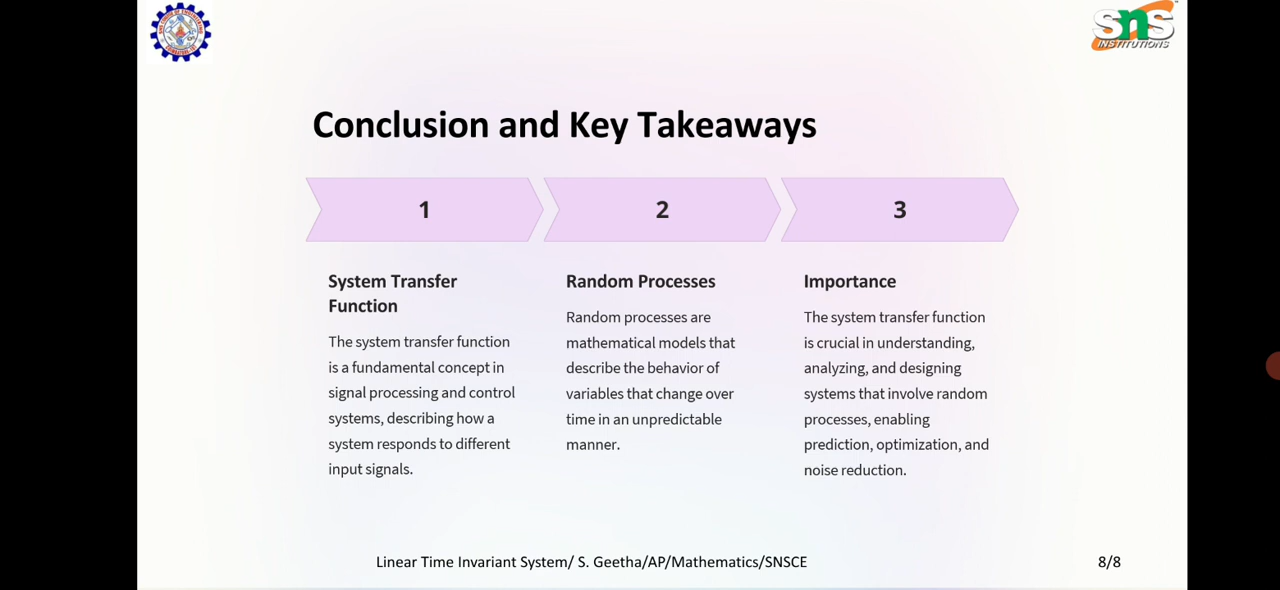 sns
INSTITUTIONS
Conclusion and Key Takeaways
1
2
3
System Transfer
Function
The system transfer function
is a fundamental concept in
signal processing and control
systems, describing how a
system responds to different
input signals.
Random Processes
Random processes are
mathematical models that
describe the behavior of
variables that change over
time in an unpredictable
manner.
Importance
The system transfer function
is crucial in understanding,
analyzing, and designing
systems that involve random
processes, enabling
prediction, optimization, and
noise reduction.
Linear Time Invariant System/ S. Geetha/AP/Mathematics/SNSCE
8/8